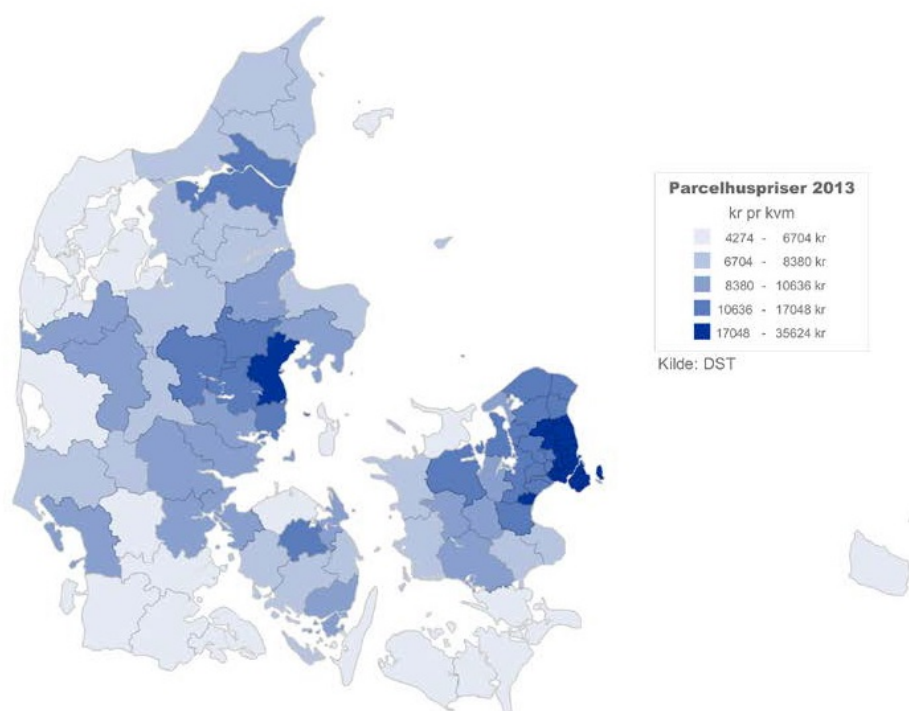 Parcelhuspriser 2013
kr pr kvm
4274 - 6704 kr
6704 - 8380 kr
8380 - 10636 kr
10636 - 17048 kr
17048 - 35624 kr
Kilde: DST